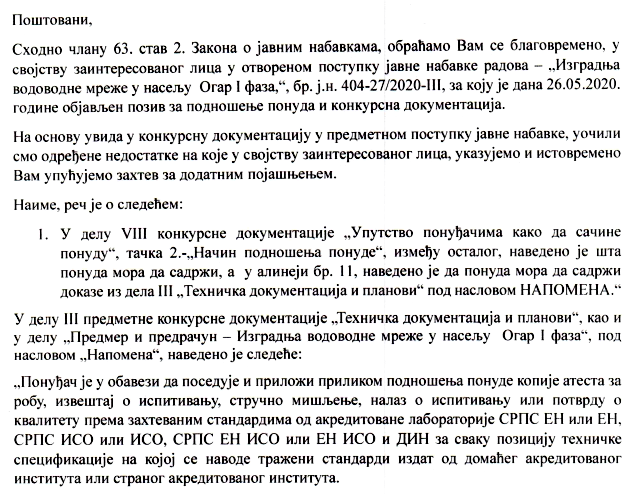 Поштовани,
Сходно члану 63. став 2. Закона о јавним набавкама, обраћамо Вам се благовремено, у
својству заинтересованог лица у отвореном поступку јавне набавке радова – „Изградња
водоводне мреже у насељу Огар I фаза,“, бр. ј.н. 404-27/2020-III, за коју је дана 26.05.2020.
године објављен позив за подношење понуда и конкурсна документација.
На основу увида у конкурсну документацију у предметном поступку јавне набавке, уочили
смо одређене недостатке на које у својству заинтересованог лица, указујемо и истовремено
Вам упућујемо захтев за додатним појашњењем.
Наиме, реч је о следећем:
1. У делу VIII конкурсне документације „Упутство понуђачима како да сачине
понуду“, тачка 2.-„Начин подношења понуде“, између осталог, наведено је шта
понуда мора да садржи, а у алинеји бр. 11, наведено је да понуда мора да садржи
доказе из дела III „Техничка документација и планови“ под насловом НАПОМЕНА.“
У делу III предметне конкурсне документације „Техничка документација и планови“, као и
у делу „Предмер и предрачун – Изградња водоводне мреже у насељу Огар I фаза“, под
насловом „Напомена“, наведено је следеће:
„Понуђач је у обавези да поседује и приложи приликом подношења понуде копије атеста за
робу, извештај о испитивању, стручно мишљење, налаз о испитивању или потврду о
квалитету према захтеваним стандардима од акредитоване лабораторије СРПС ЕН или ЕН,
СРПС ИСО или ИСО, СРПС ЕН ИСО или ЕН ИСО и ДИН за сваку позицију техничке
спецификације на којој се наводе тражени стандарди издат од домаћег акредитованог
института или страног акредитованог института.